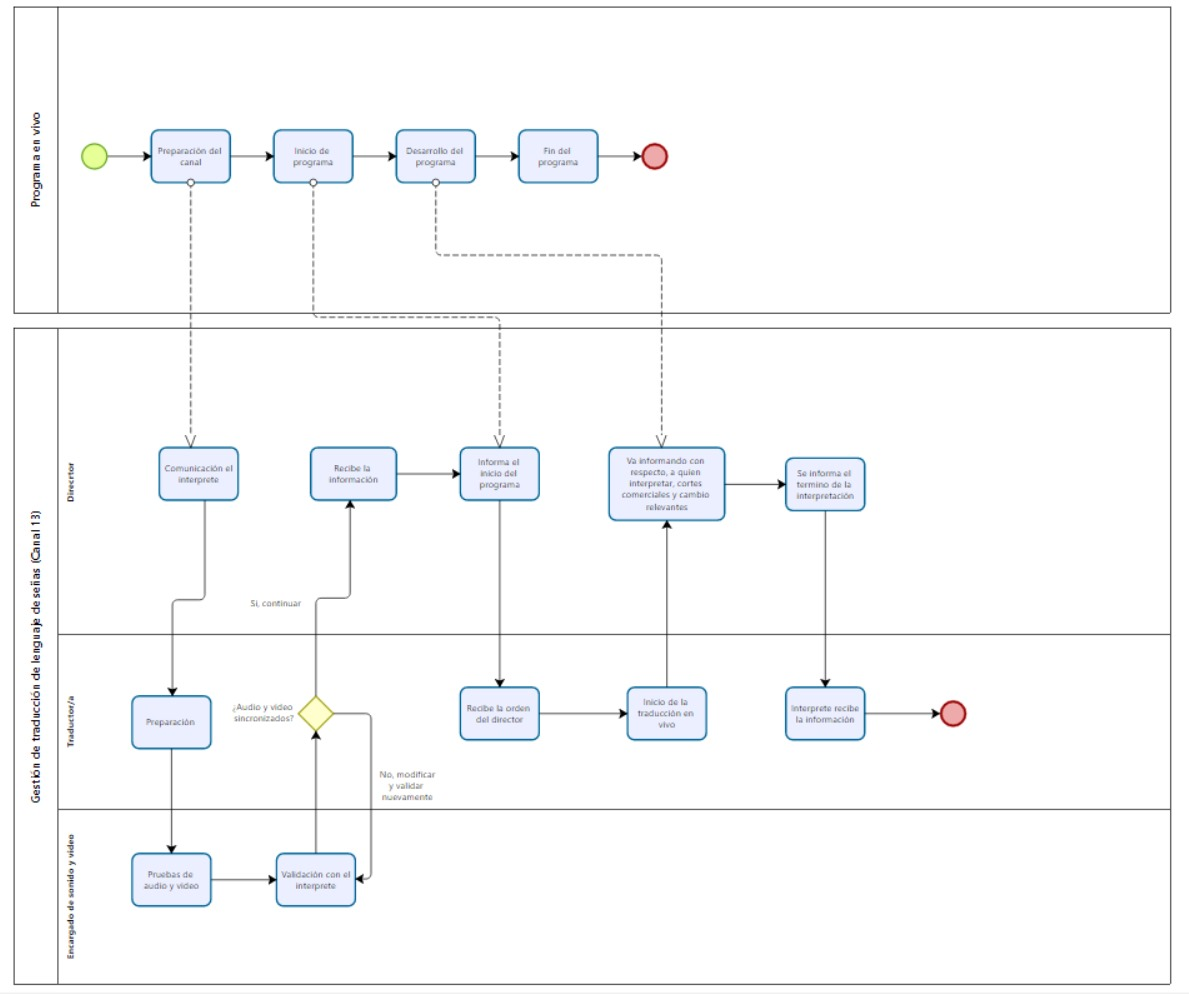 Programa en vivo
Preparación del
canal
Inicio de
programa
Desarrollo del
programa
Fin del
programa
Gestión de traducción de lenguaje de señas (Canal 13)
Direcrtor
Comunicación el
interprete
Recibe la
información
Informa el
inicio del
programa
Va informando con
respecto, a quien
interpretar, cortes
comerciales y cambio
relevantes
Se informa el
termino de la
interpretación
Si, continuar
Traductor/a
Preparación
¿Audio y video
sincronizados?
Recibe la orden
del director
Inicio de la
traducción en
vivo
Interprete recibe
la información
No, modificar
y validar
nuevamente
Encargado de sonido y video
Pruebas de
audio y video
Validación con el
interprete